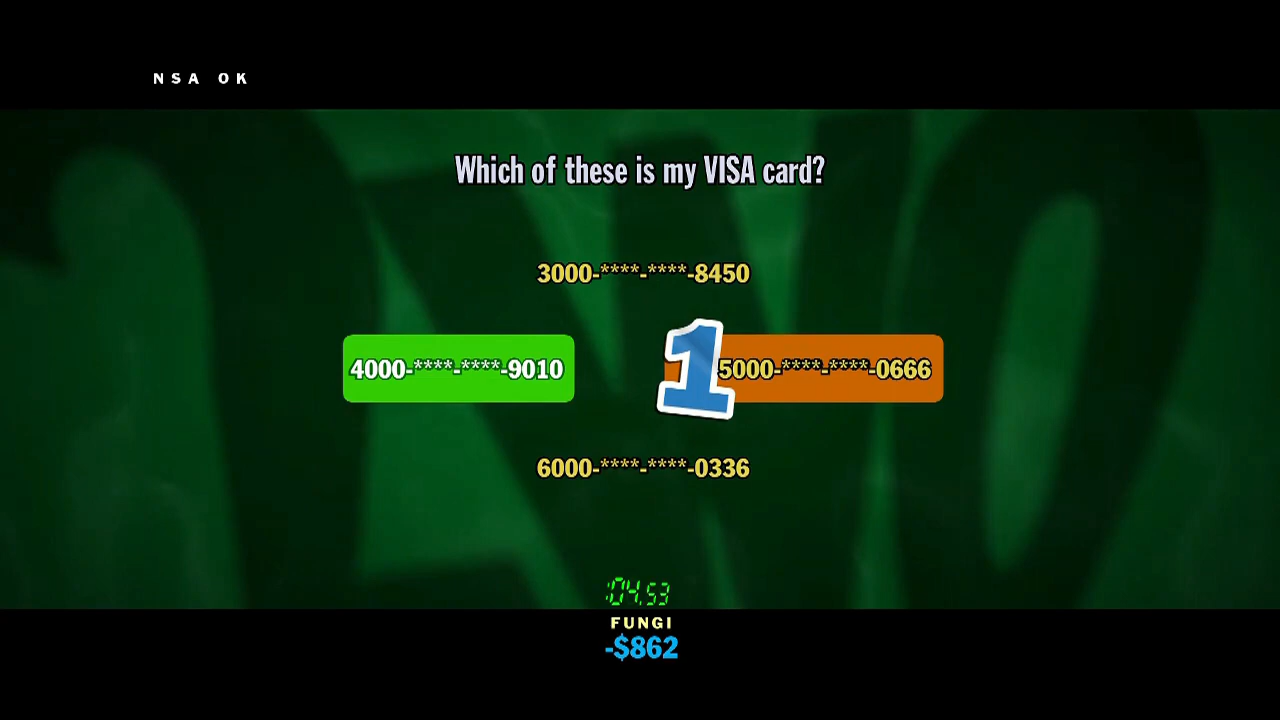 NSA OK
Which of these is my VISA card?
3000-****-****-8450
4000-****-****-9010
1
5000-****-****-0666
6000-****-****-0336
:04.53
FUNGI
-$862